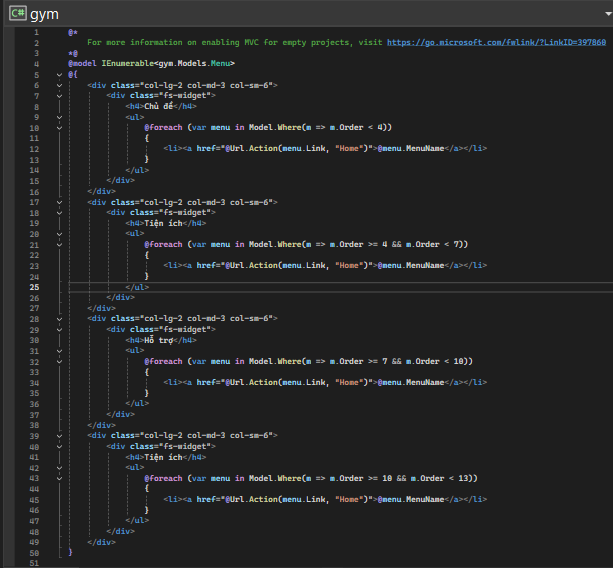 C# gym
1 @*
2 For more information on enabling MVC for empty projects, visit https://go.microsoft.com/fwlink/?LinkID=397860
3 *@
4 @model IEnumerable<gym.Models.Menu>
5 @{
6 <div class="col-lg-2 col-md-3 col-sm-6">
7 <div class="fs-widget">
8 <h4>Chủ đề</h4>
9 <ul>
10 @foreach (var menu in Model.Where(m => m.Order < 4))
11 {
12 <li><a href="@Url.Action(menu.Link, "Home")">@menu.MenuName</a></li>
13 }
14 </ul>
15 </div>
16 </div>
17 <div class="col-lg-2 col-md-3 col-sm-6">
18 <div class="fs-widget">
19 <h4>Tiện ích</h4>
20 <ul>
21 @foreach (var menu in Model.Where(m => m.Order >= 4 && m.Order < 7))
22 {
23 <li><a href="@Url.Action(menu.Link, "Home")">@menu.MenuName</a></li>
24 }
25 </ul>
26 </div>
27 </div>
28 <div class="col-lg-2 col-md-3 col-sm-6">
29 <div class="fs-widget">
30 <h4>Hỗ trợ</h4>
31 <ul>
32 @foreach (var menu in Model.Where(m => m.Order >= 7 && m.Order < 10))
33 {
34 <li><a href="@Url.Action(menu.Link, "Home")">@menu.MenuName</a></li>
35 }
36 </ul>
37 </div>
38 </div>
39 <div class="col-lg-2 col-md-3 col-sm-6">
40 <div class="fs-widget">
41 <h4>Tiện ích</h4>
42 <ul>
43 @foreach (var menu in Model.Where(m => m.Order >= 10 && m.Order < 13))
44 {
45 <li><a href="@Url.Action(menu.Link, "Home")">@menu.MenuName</a></li>
46 }
47 </ul>
48 </div>
49 </div>
50 }
51